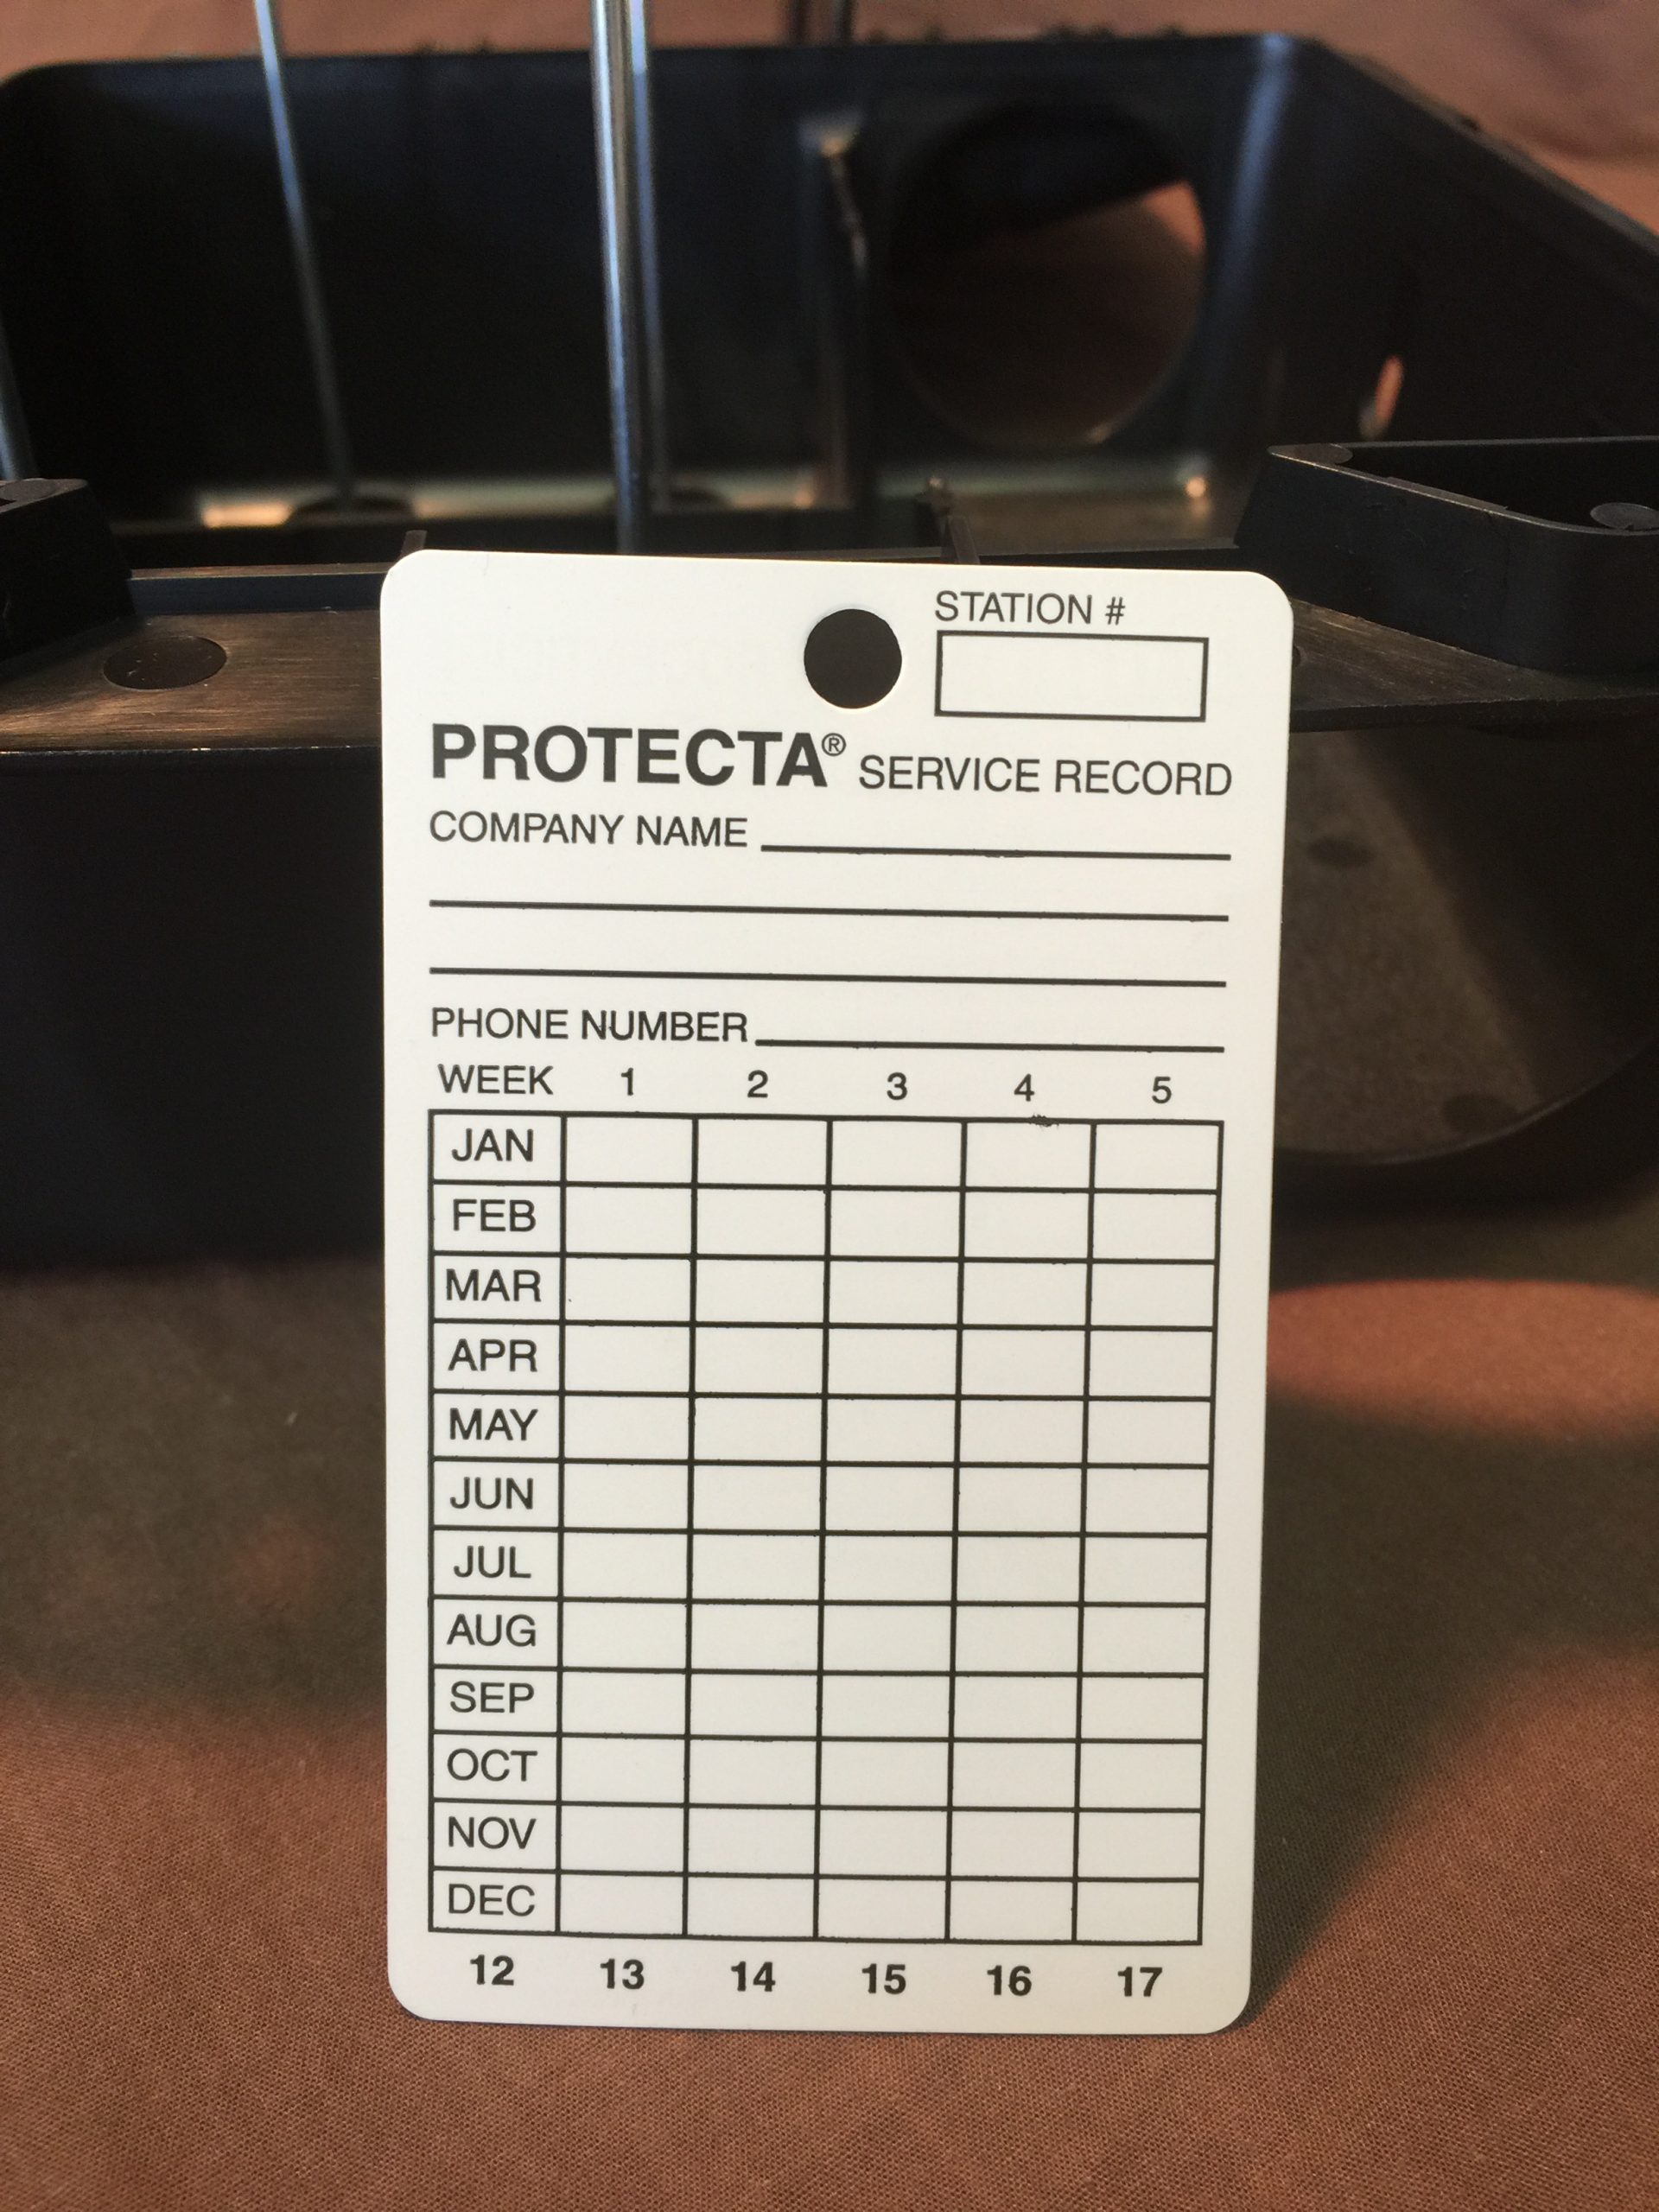 STATION #
PROTECTA® SERVICE RECORD
COMPANY NAME
PHONE NUMBER
WEEK 1 2 3 4 5
JAN
FEB
MAR
APR
MAY
JUN
JUL
AUG
SEP
OCT
NOV
DEC
12 13 14 15 16 17